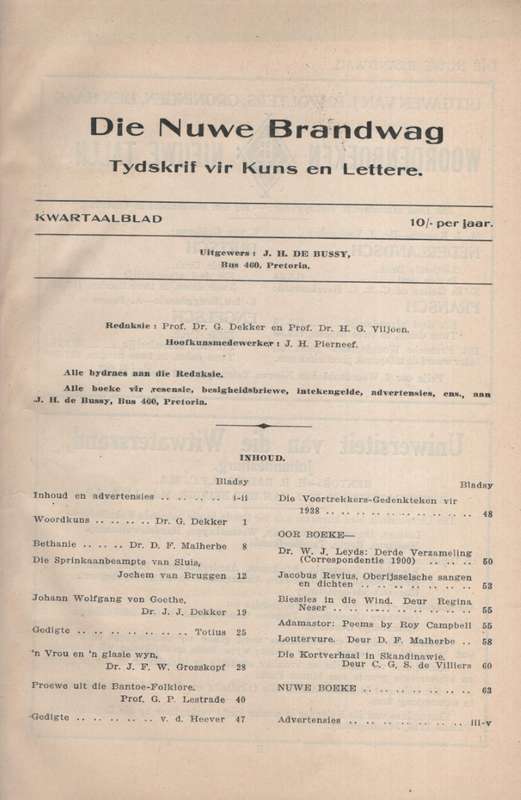 Die Nuwe Brandwag
Tydskrif vir Kuns en Lettere.
KWARTAALBLAD 10/- per jaar.
Uitgewers : J. H. DE BUSSY,
Bus 460, Pretoria.
Redaksie : Prof. Dr. G. Dekker en Prof. Dr. H. G. Viljoen.
Hoofkunsmedewerker : J. H. Pierneef.
Alle bydraes aan die Redaksie.
Alle boeke vir resensie, besigheidsbriewe, intekengelde, advertensies, ens., aan
J. H. de Bussy, Bus 460, Pretoria.
INHOUD.
Bladsy
Inhoud en advertensies .. .. .. .. i-ii
Woordkuns .. .. .. .. Dr. G. Dekker 1
Bethanie .. .. .. Dr. D. F. Malherbe 8
Die Sprinkaanbeampte van Sluis,
Jochem van Bruggen 12
Johann Wolfgang von Goethe,
Dr. J. J. Dekker 19
Gedigte .. .. .. .. .. .. Totius 25
'n Vrou en 'n glasie wyn,
Dr. J. F. W. Grosskopf 28
Proewe uit die Bantoe-Folklore.
Prof. G. P. Lestrade 40
Gedigte .. .. .. .. .. v. d. Heever 47
Bladsy
Die Voortrekkers-Gedenkteken vir
1938 .. .. .. .. .. .. .. .. 48
OOR BOEKE—
Dr. W. J. Leyds: Derde Verzameling
(Correspondentie 1900) .. .. .. 50
Jacobus Revius, Oberijsselsche sangen
en dichten .. .. .. .. .. .. 53
Biessies in die Wind. Deur Regina
Neser .. .. .. .. .. .. .. 55
Adamastor: Poems by Roy Campbell 55
Loutervure. Deur D. F. Malherbe .. 58
Die Kortverhaal in Skandinawie.
Deur C. G. S. de Villiers 60
NUWE BOEKE .. .. .. .. .. .. 63
Advertensies .. .. .. .. .. .. iii-v